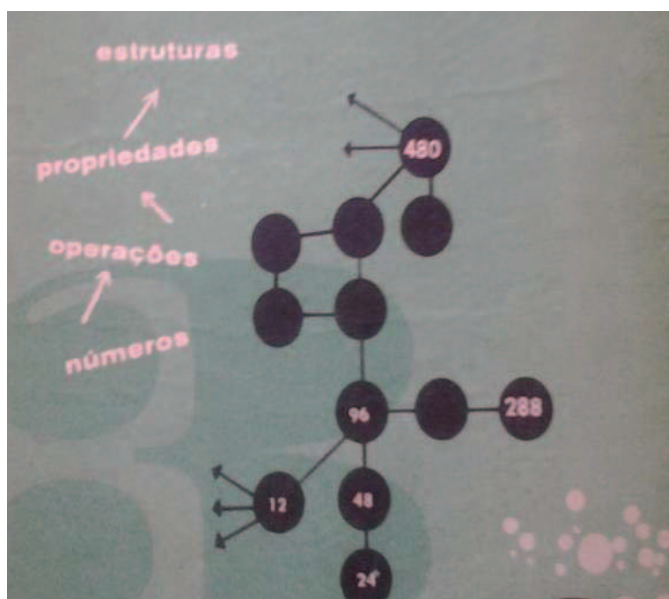 estruturas
480
propriedades
operações
números
96
288
12
48
24